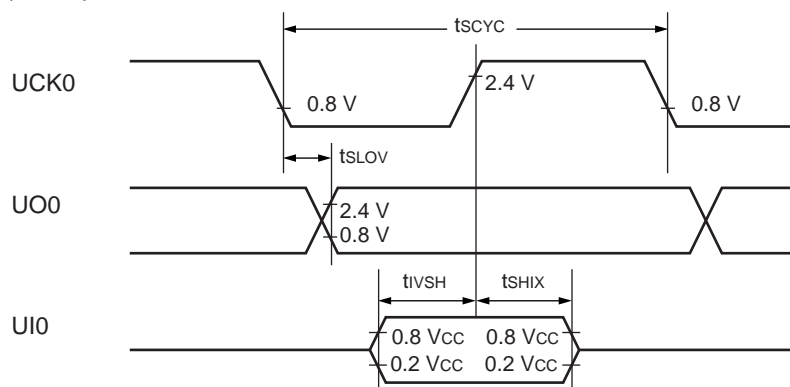 tSCYC
UCK0
0.8 V
2.4 V
0.8 V
tSLOV
UO0
2.4 V
0.8 V
tIVSH
tSHIX
UI0
0.8 VCC 0.8 VCC
0.2 VCC 0.2 VCC